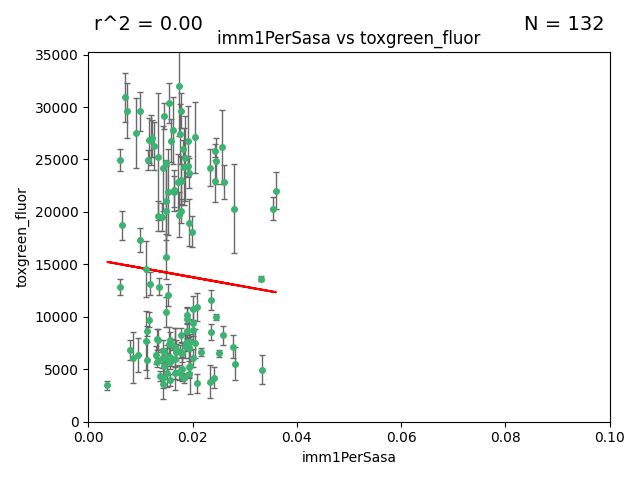 r^2 = 0.00
N = 132
imm1PerSasa vs toxgreen_fluor
35000
30000
25000
20000
15000
10000
5000
0
toxgreen_fluor
0.00
0.02
0.04
0.06
0.08
0.10
imm1PerSasa